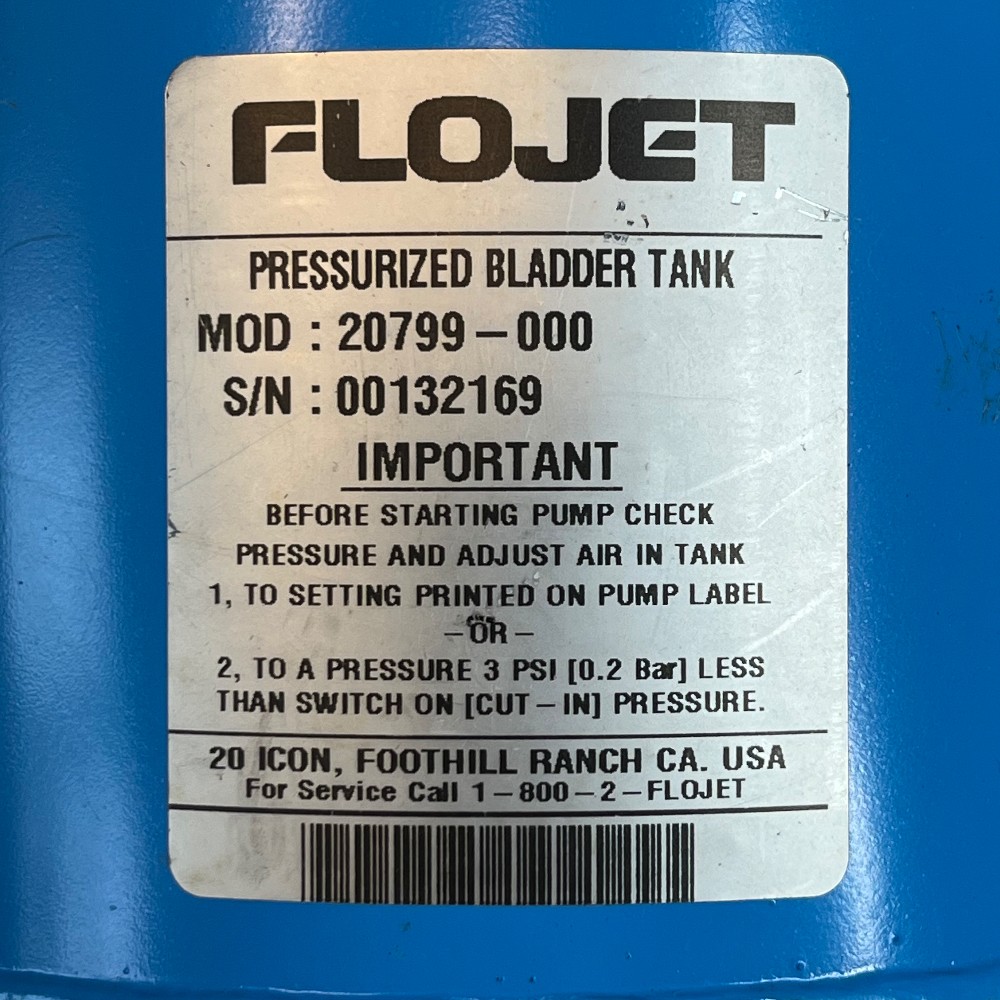 FLOJET
PRESSURIZED BLADDER TANK
MOD : 20799-000
S/N : 00132169
IMPORTANT
BEFORE STARTING PUMP CHECK
PRESSURE AND ADJUST AIR IN TANK
1, TO SETTING PRINTED ON PUMP LABEL
-OR-
2, TO A PRESSURE 3 PSI [0.2 Bar] LESS
THAN SWITCH ON [CUT-IN] PRESSURE.
20 ICON, FOOTHILL RANCH CA. USA
For Service Call 1-800-2-FLOJET